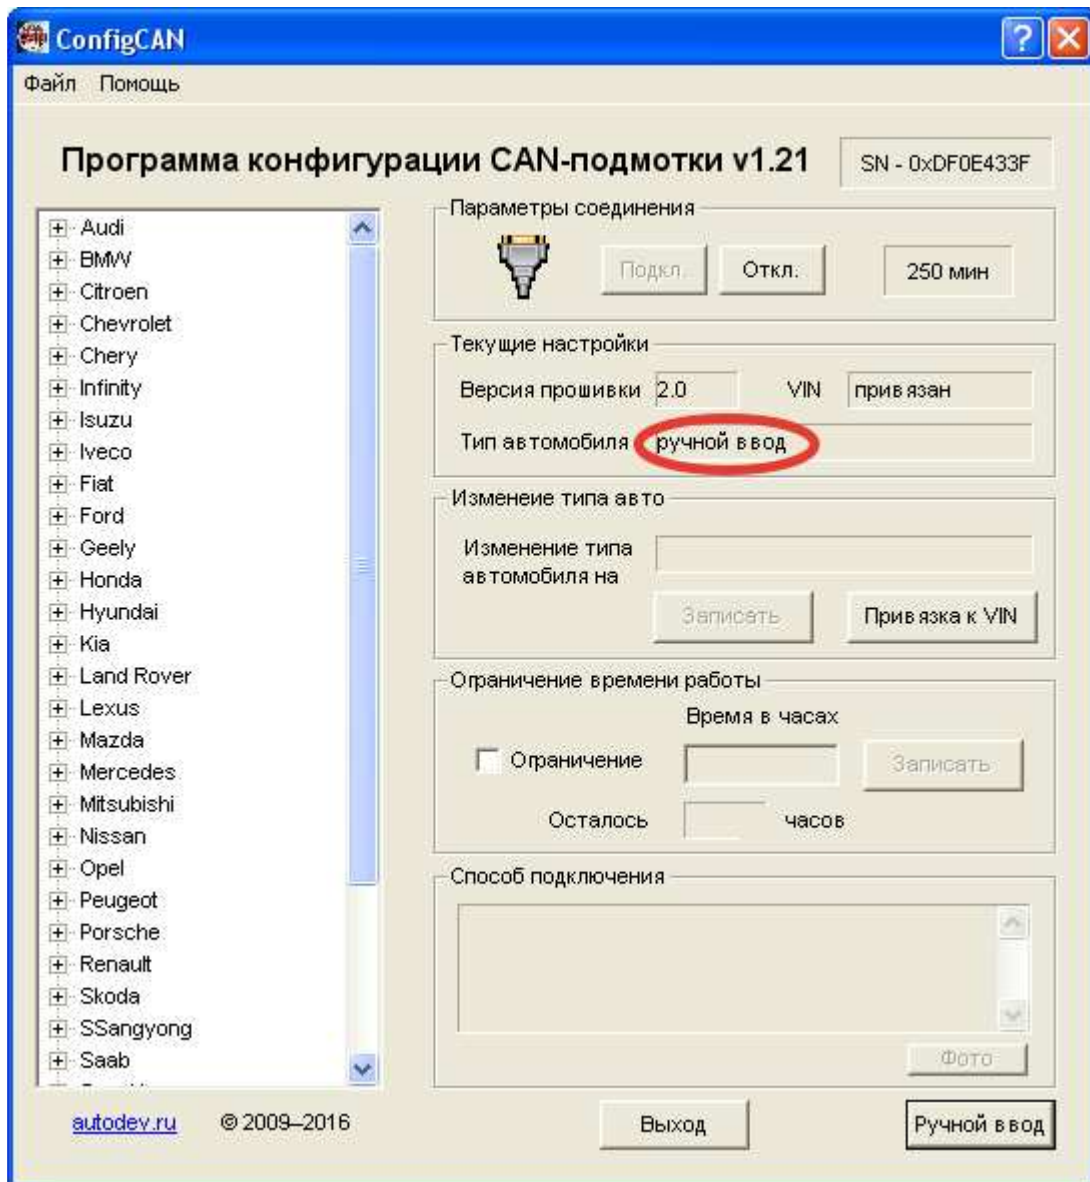 ConfigCAN
Файл Помощь
Программа конфигурации CAN-подмотки v1.21
SN - 0xDF0E433F
Audi
BMW
Citroen
Chevrolet
Chery
Infinity
Isuzu
Iveco
Fiat
Ford
Geely
Honda
Hyundai
Kia
Land Rover
Lexus
Mazda
Mercedes
Mitsubishi
Nissan
Opel
Peugeot
Porsche
Renault
Skoda
SSangyong
Saab
Параметры соединения
Подкл. Откл. 250 мин
Текущие настройки
Версия прошивки 2.0 VIN привязан
Тип автомобиля ручной ввод
Изменеие типа авто
Изменение типа
автомобиля на
Записать Привязка к VIN
Ограничение времени работы
Время в часах
Ограничение Записать
Осталось часов
Способ подключения
Фото
autodev.ru © 2009–2016 Выход Ручной ввод